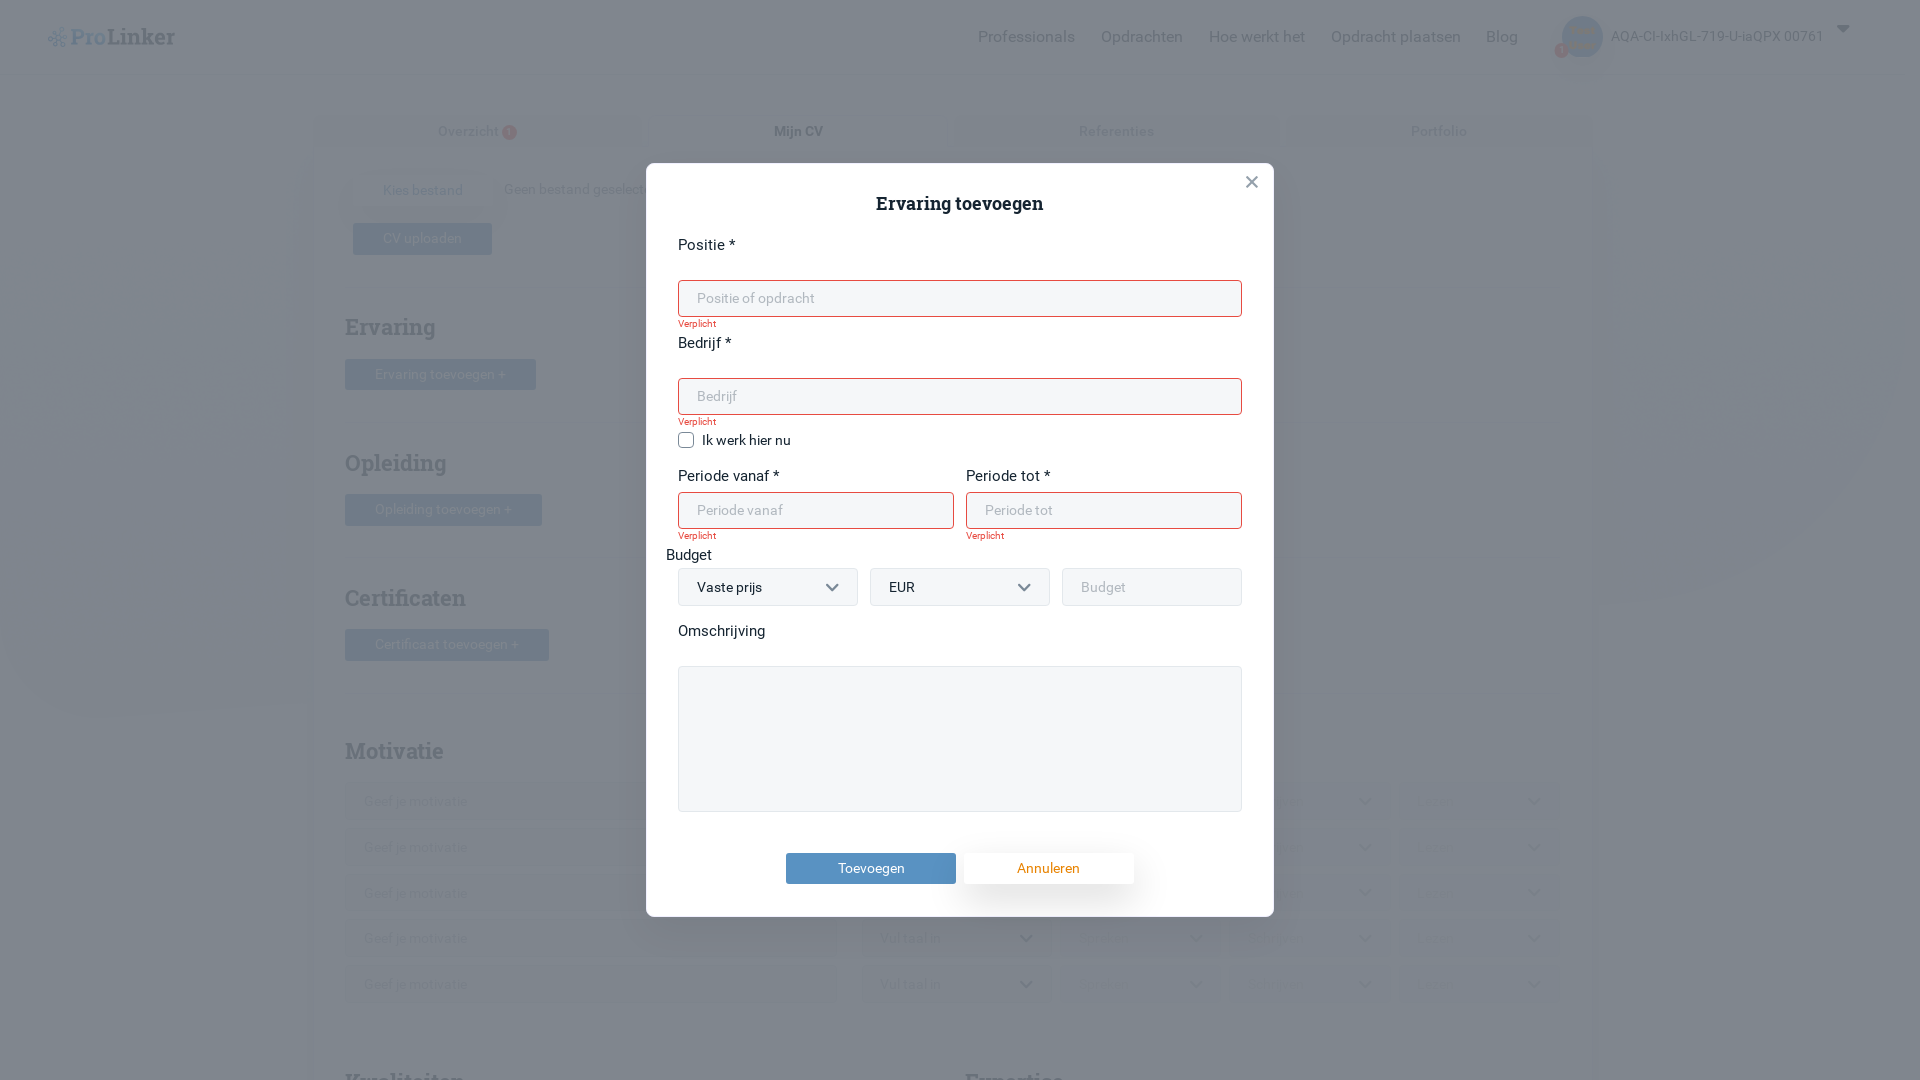 ProLinker
Professionals Opdrachten Hoe werkt het Opdracht plaatsen Blog
1 AQA-CI-IxhGL-719-U-iaQPX 00761
Overzicht 1 Mijn CV Referenties Portfolio
Kies bestand Geen bestand
CV uploaden
Ervaring
Ervaring toevoegen +
Opleiding
Opleiding toevoegen +
Certificaten
Certificaat toevoegen +
Motivatie
Geef je motivatie
Geef je motivatie
Geef je motivatie
Geef je motivatie
Geef je motivatie
Ervaring toevoegen
Positie *
Positie of opdracht
Verplicht
Bedrijf *
Bedrijf
Verplicht
Ik werk hier nu
Periode vanaf * Periode tot *
Periode vanaf Periode tot
Verplicht Verplicht
Budget
Vaste prijs EUR Budget
Omschrijving
Toevoegen Annuleren